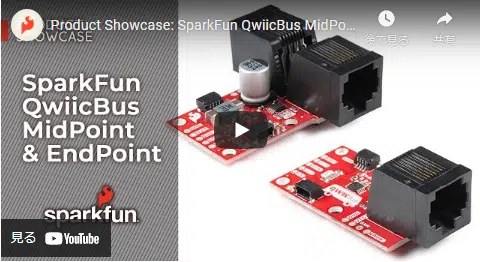 Product Showcase: SparkFun QwiicBus MidPo...
後で見る
共有
SHOWCASE
SparkFun
QwiicBus
MidPoint
& EndPoint
sparkfun
見る YouTube